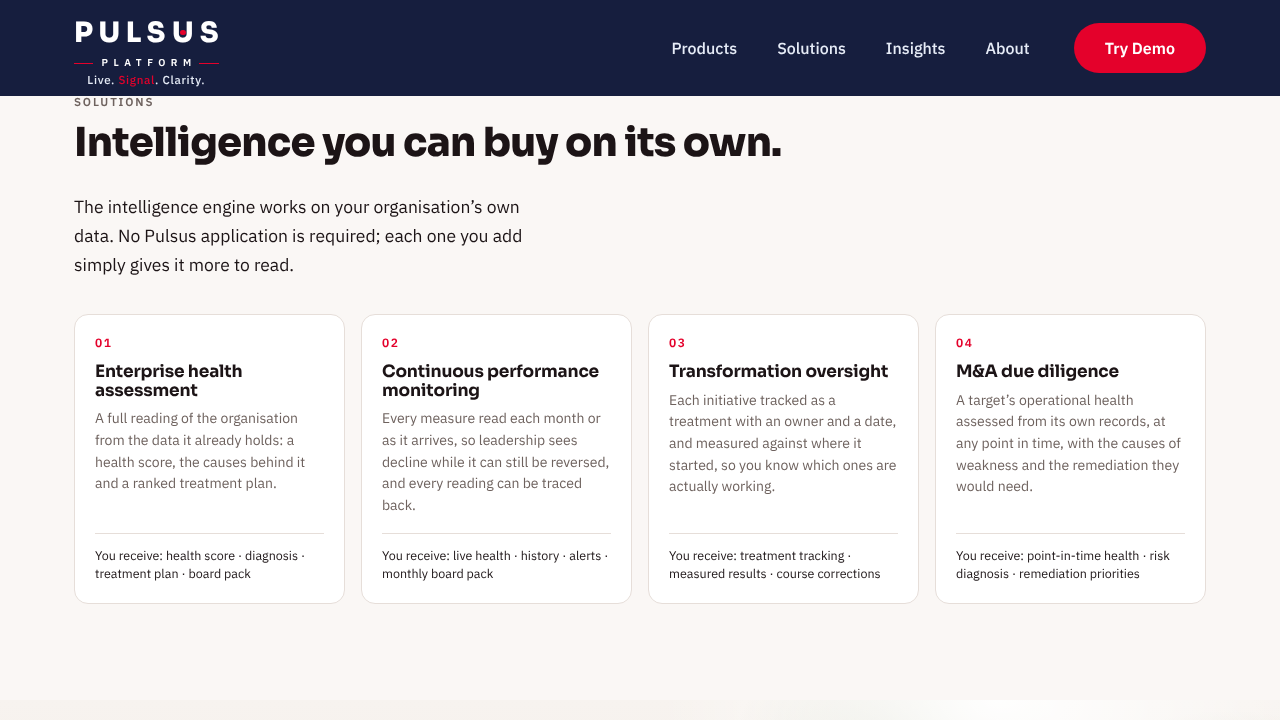 PULSUS
PLATFORM
Live. Signal. Clarity.
Products
Solutions
Insights
About
Try Demo
SOLUTIONS
Intelligence you can buy on its own.
The intelligence engine works on your organisation’s own
data. No Pulsus application is required; each one you add
simply gives it more to read.
01
Enterprise health
assessment
A full reading of the organisation
from the data it already holds: a
health score, the causes behind it
and a ranked treatment plan.
You receive: health score · diagnosis ·
treatment plan · board pack
02
Continuous performance
monitoring
Every measure read each month or
as it arrives, so leadership sees
decline while it can still be reversed,
and every reading can be traced
back.
You receive: live health · history · alerts ·
monthly board pack
03
Transformation oversight
Each initiative tracked as a
treatment with an owner and a date,
and measured against where it
started, so you know which ones are
actually working.
You receive: treatment tracking ·
measured results · course corrections
04
M&A due diligence
A target’s operational health
assessed from its own records, at
any point in time, with the causes of
weakness and the remediation they
would need.
You receive: point-in-time health · risk
diagnosis · remediation priorities